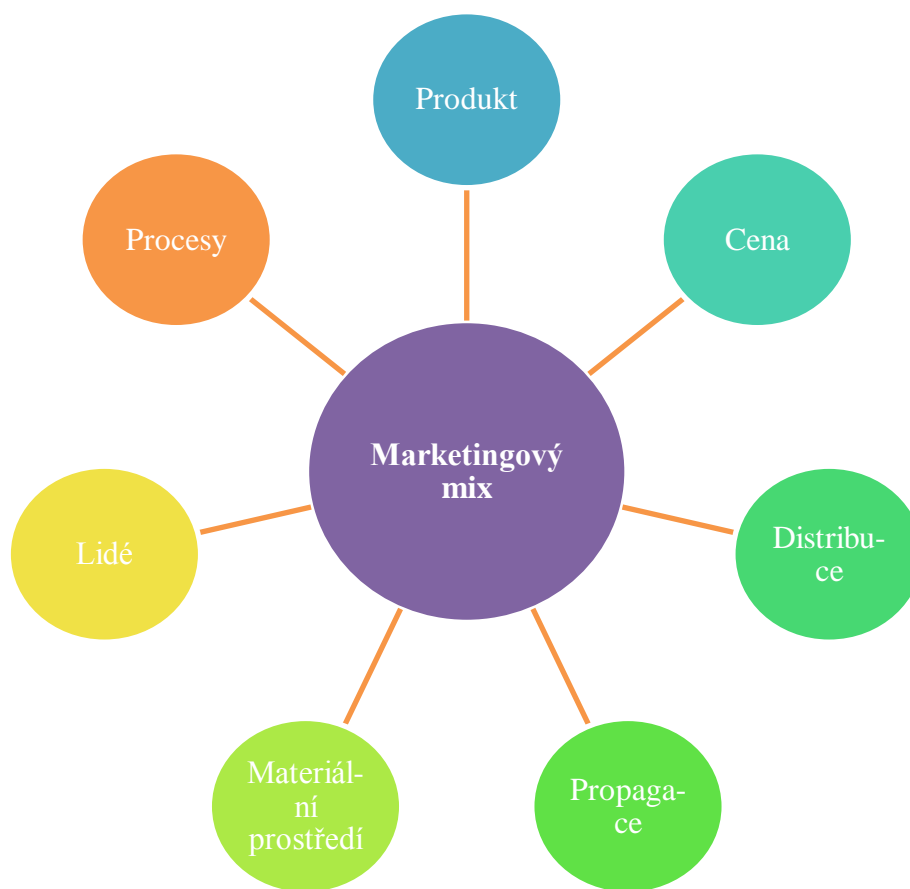 Produkt
Cena
Procesy
Marketingový
mix
Distribu-
ce
Lidé
Propaga-
ce
Materiál-
ní
prostředí